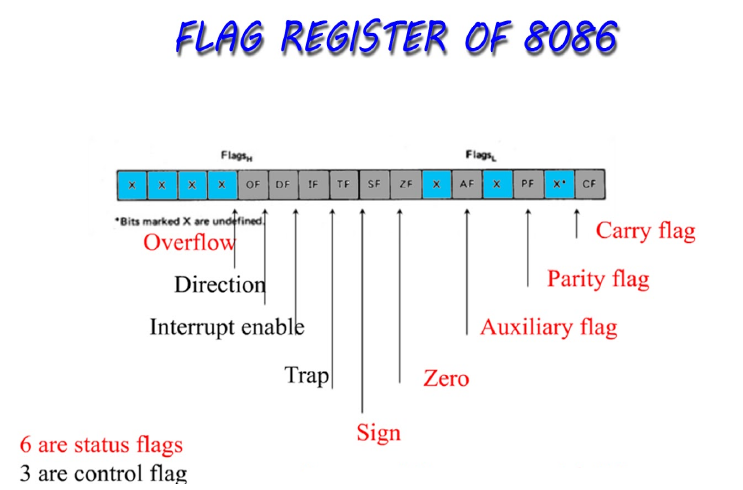 FLAG REGISTER OF 8086
FlagsH FlagsL
X X X X OF DF IF TF SF ZF X AF X PF X* CF
*Bits marked X are undefined.
Overflow
Carry flag
Direction
Parity flag
Interrupt enable
Auxiliary flag
Trap
Zero
Sign
6 are status flags
3 are control flag